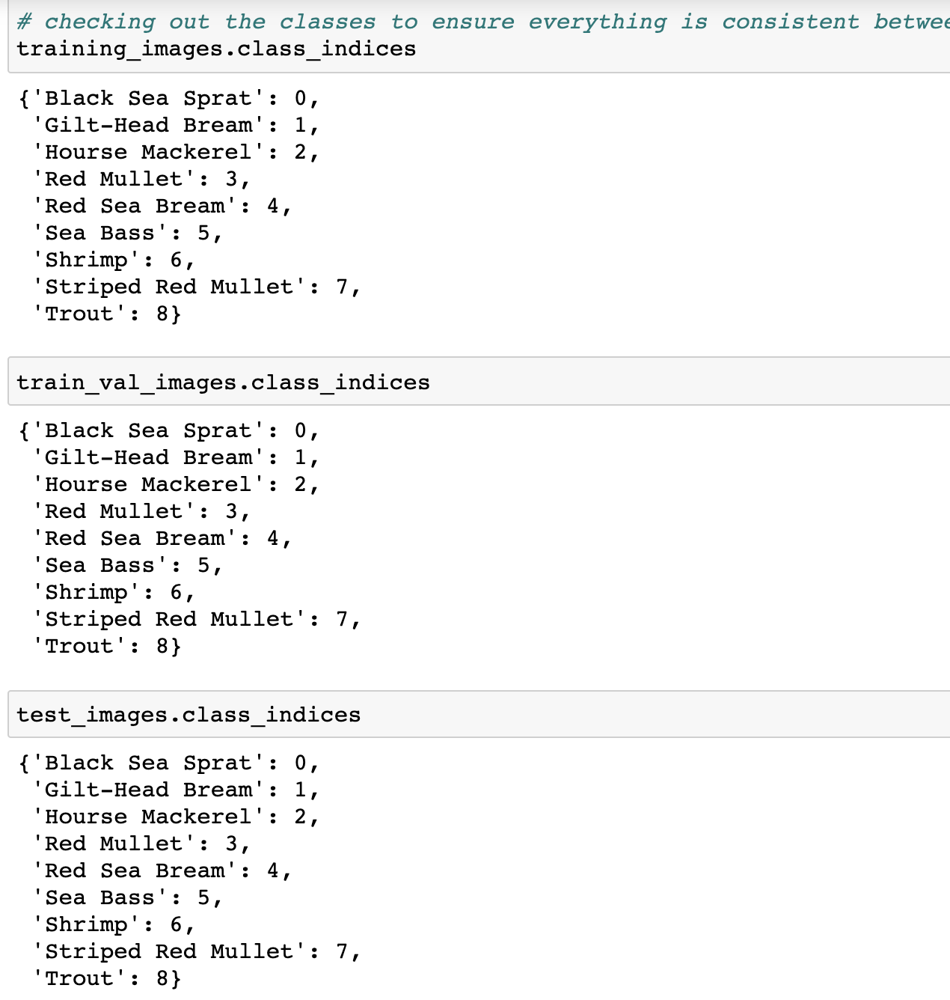 # checking out the classes to ensure everything is consistent
training_images.class_indices
{'Black Sea Sprat': 0,
'Gilt-Head Bream': 1,
'Hourse Mackerel': 2,
'Red Mullet': 3,
'Red Sea Bream': 4,
'Sea Bass': 5,
'Shrimp': 6,
'Striped Red Mullet': 7,
'Trout': 8}
train_val_images.class_indices
{'Black Sea Sprat': 0,
'Gilt-Head Bream': 1,
'Hourse Mackerel': 2,
'Red Mullet': 3,
'Red Sea Bream': 4,
'Sea Bass': 5,
'Shrimp': 6,
'Striped Red Mullet': 7,
'Trout': 8}
test_images.class_indices
{'Black Sea Sprat': 0,
'Gilt-Head Bream': 1,
'Hourse Mackerel': 2,
'Red Mullet': 3,
'Red Sea Bream': 4,
'Sea Bass': 5,
'Shrimp': 6,
'Striped Red Mullet': 7,
'Trout': 8}